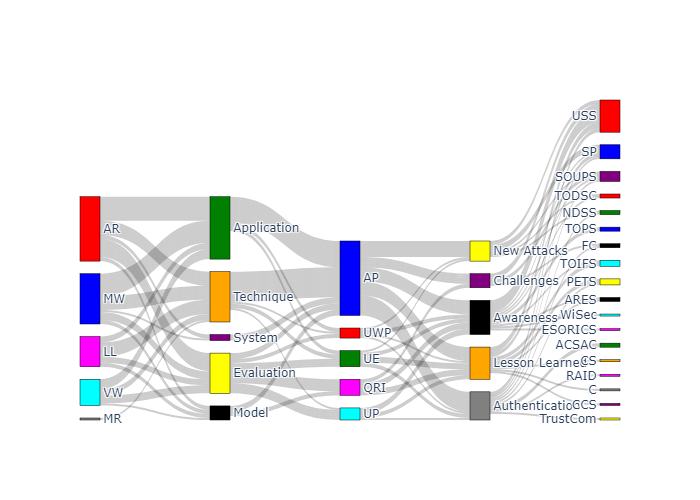 AR
MW
LL
VW
MR
Application
Technique
System
Evaluation
Model
AP
UWP
UE
QRI
UP
New Attacks
Challenges
Awareness
Lesson Learned
Authentication
USS
SP
SOUPS
TODSC
NDSS
TOPS
FC
TOIFS
PETS
ARES
WiSec
ESORICS
ACSAC
CS
RAID
C
CCS
TrustCom